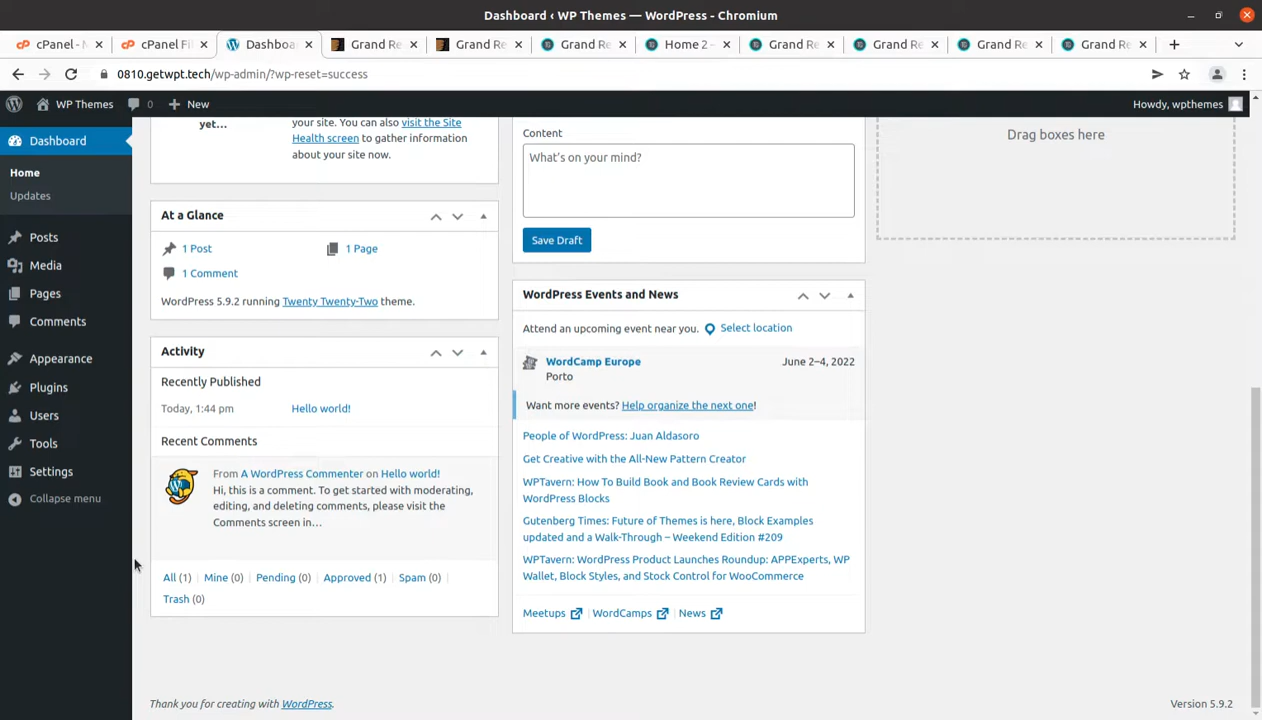 Dashboard ‹ WP Themes — WordPress - Chromium
cPanel - M
cPanel Fi
Dashboa
Grand Re
Grand Re
Grand Re
Home 2 –
Grand Re
Grand Re
Grand Re
Grand Re
0810.getwpt.tech/wp-admin/?wp-reset=success
WP Themes
0
New
Howdy, wpthemes
Dashboard
Home
Updates
Posts
Media
Pages
Comments
Appearance
Plugins
Users
Tools
Settings
Collapse menu
yet...
your site. You can also visit the Site
Health screen to gather information
about your site now.
At a Glance
1 Post
1 Page
1 Comment
WordPress 5.9.2 running Twenty Twenty-Two theme.
Activity
Recently Published
Today, 1:44 pm
Hello world!
Recent Comments
From A WordPress Commenter on Hello world!
Hi, this is a comment. To get started with moderating,
editing, and deleting comments, please visit the
Comments screen in…
All (1) | Mine (0) | Pending (0) | Approved (1) | Spam (0) |
Trash (0)
Content
What's on your mind?
Save Draft
WordPress Events and News
Attend an upcoming event near you.
Select location
WordCamp Europe
June 2–4, 2022
Porto
Want more events? Help organize the next one!
People of WordPress: Juan Aldasoro
Get Creative with the All-New Pattern Creator
WPTavern: How To Build Book and Book Review Cards with
WordPress Blocks
Gutenberg Times: Future of Themes is here, Block Examples
updated and a Walk-Through – Weekend Edition #209
WPTavern: WordPress Product Launches Roundup: APPExperts, WP
Wallet, Block Styles, and Stock Control for WooCommerce
Meetups | WordCamps | News
Drag boxes here
Thank you for creating with WordPress.
Version 5.9.2